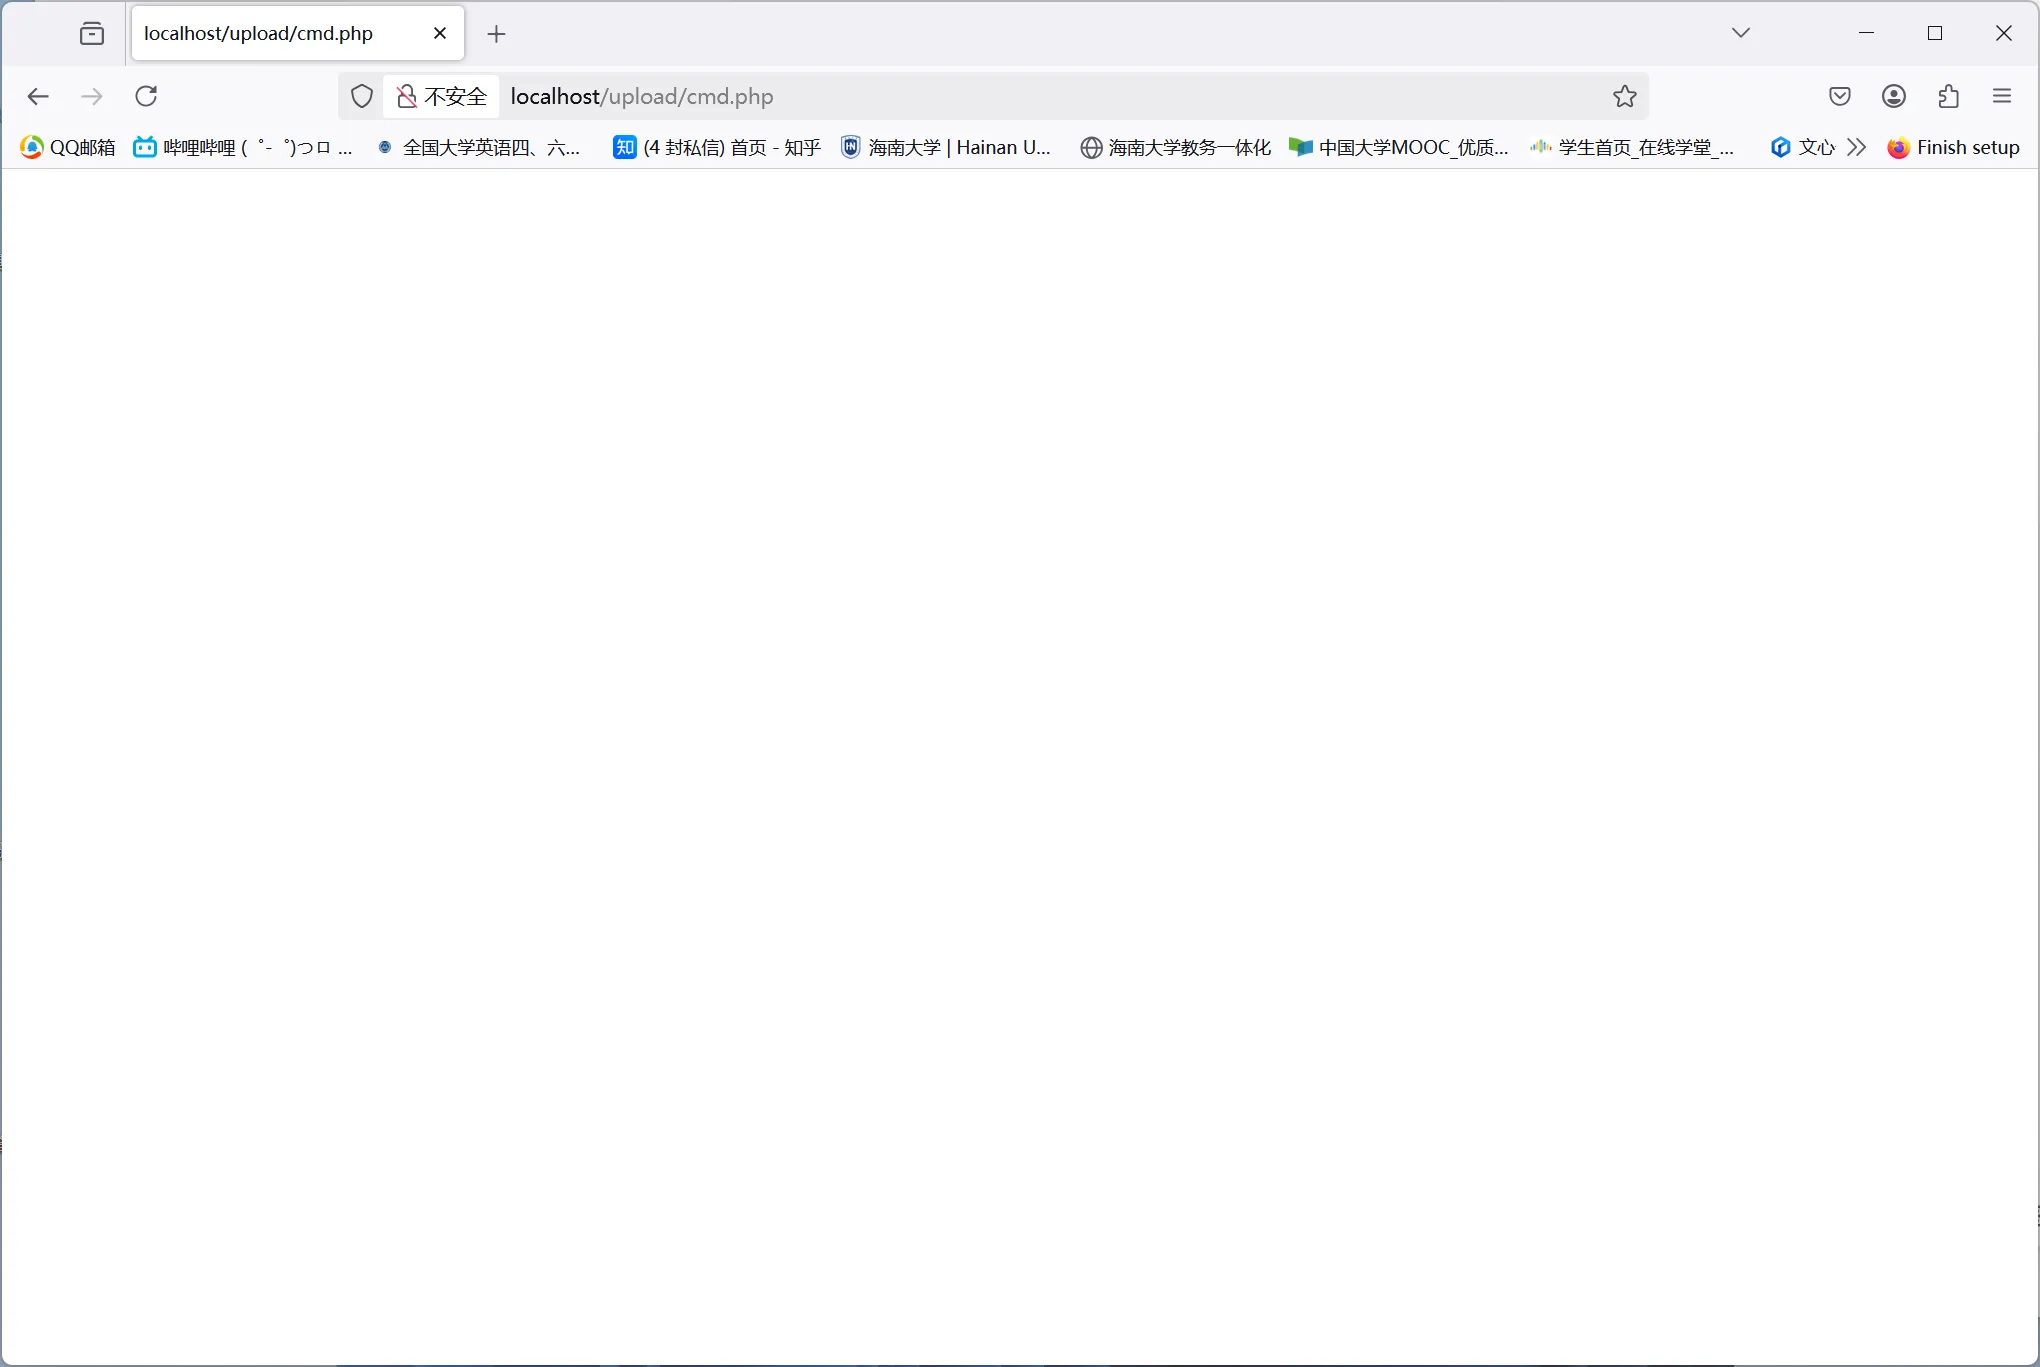 localhost/upload/cmd.php
不安全 localhost/upload/cmd.php
QQ邮箱 哔哩哔哩 ( ゜- ゜)つロ ... 全国大学英语四、六... 知 (4 封私信) 首页 - 知乎 海南大学 | Hainan U... 海南大学教务一体化 中国大学MOOC_优质... 学生首页_在线学堂_... 文心 Finish setup